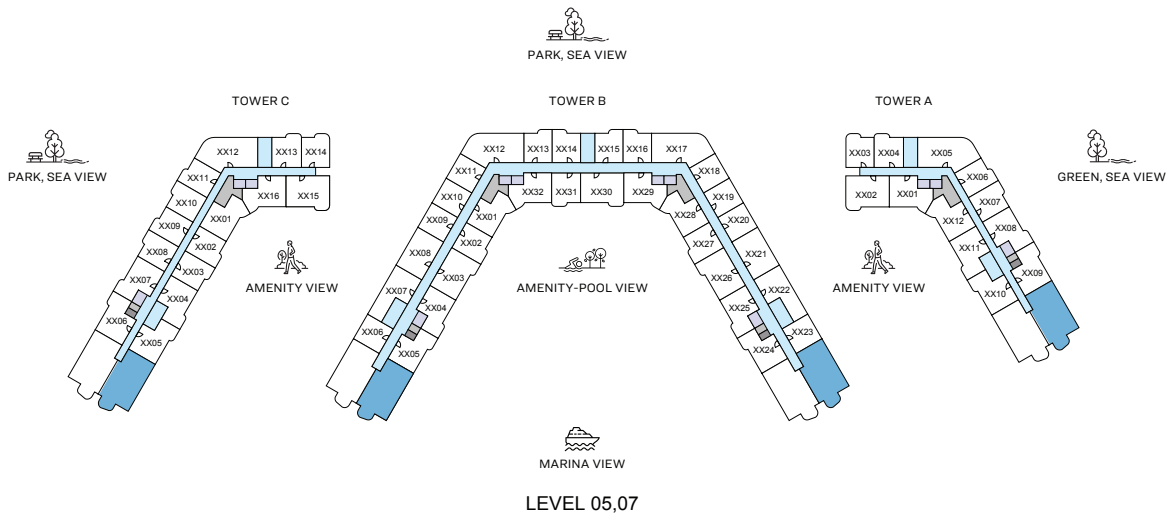 PARK, SEA VIEW
TOWER C
TOWER B
TOWER A
PARK, SEA VIEW
GREEN, SEA VIEW
XX12
XX13
XX14
XX11
XX10
XX09
XX08
XX07
XX06
XX01
XX02
XX03
XX04
XX05
XX16
XX15
XX12
XX13
XX14
XX15
XX16
XX17
XX11
XX10
XX09
XX08
XX07
XX06
XX01
XX02
XX03
XX04
XX05
XX32
XX31
XX30
XX29
XX28
XX27
XX26
XX25
XX24
XX18
XX19
XX20
XX21
XX22
XX23
XX03
XX04
XX05
XX02
XX01
XX06
XX07
XX08
XX09
XX12
XX11
XX10
AMENITY VIEW
AMENITY-POOL VIEW
AMENITY VIEW
MARINA VIEW
LEVEL 05,07